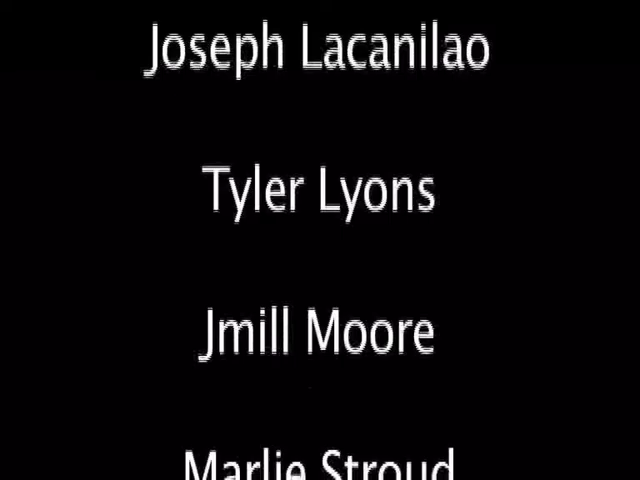 Joseph Lacanilao
Tyler Lyons
Jmill Moore
Marlie Stroud